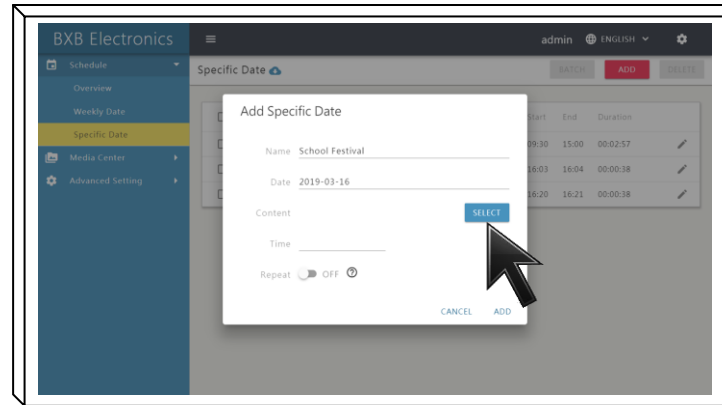 BXB Electronics
admin ENGLISH
Schedule
Specific Date
BATCH ADD DELETE
Overview
Weekly Date
Specific Date
Media Center
Advanced Setting
Start End Duration
09:30 15:00 00:02:57
16:03 16:04 00:00:38
16:20 16:21 00:00:38
Add Specific Date
Name School Festival
Date 2019-03-16
Content SELECT
Time
Repeat OFF ?
CANCEL ADD